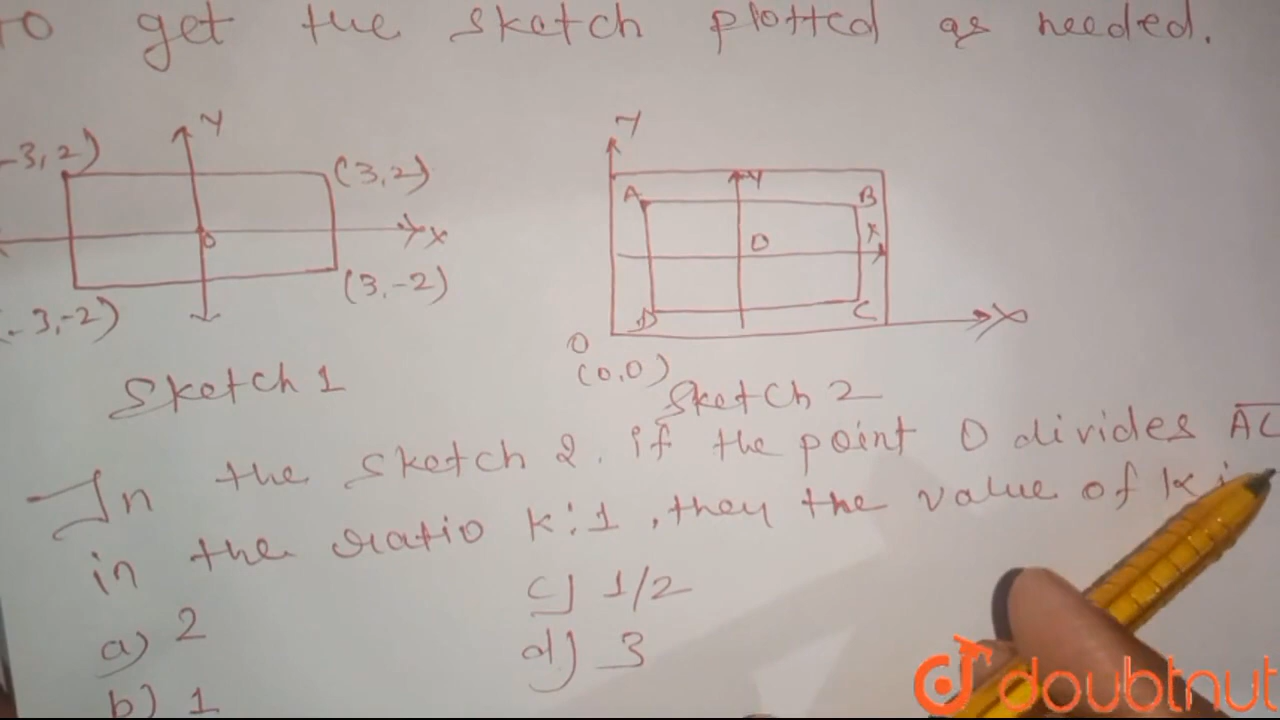 to get the sketch plotted as needed.
-3,2)
Y
(3,2)
O
X
(3,-2)
(-3,-2)
Sketch 1
Y
A
Y
B
O
X
D
C
X
O
(0,0)
Sketch 2
In the sketch 2. if the point O divides AC
in the ratio k:1, then the value of k i
a) 2
c) 1/2
b) 1
d) 3
doubtnut